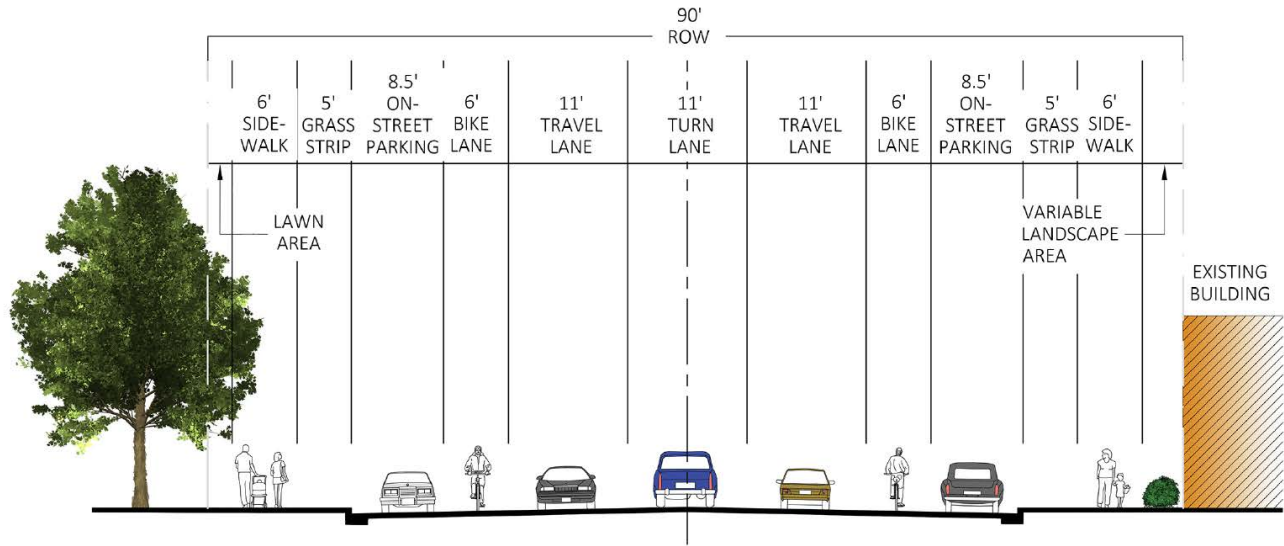 90'
ROW
6'
SIDE-
WALK
5'
GRASS
STRIP
8.5'
ON-
STREET
PARKING
6'
BIKE
LANE
11'
TRAVEL
LANE
11'
TURN
LANE
11'
TRAVEL
LANE
6'
BIKE
LANE
8.5'
ON-
STREET
PARKING
5'
GRASS
STRIP
6'
SIDE-
WALK
LAWN
AREA
VARIABLE
LANDSCAPE
AREA
EXISTING
BUILDING